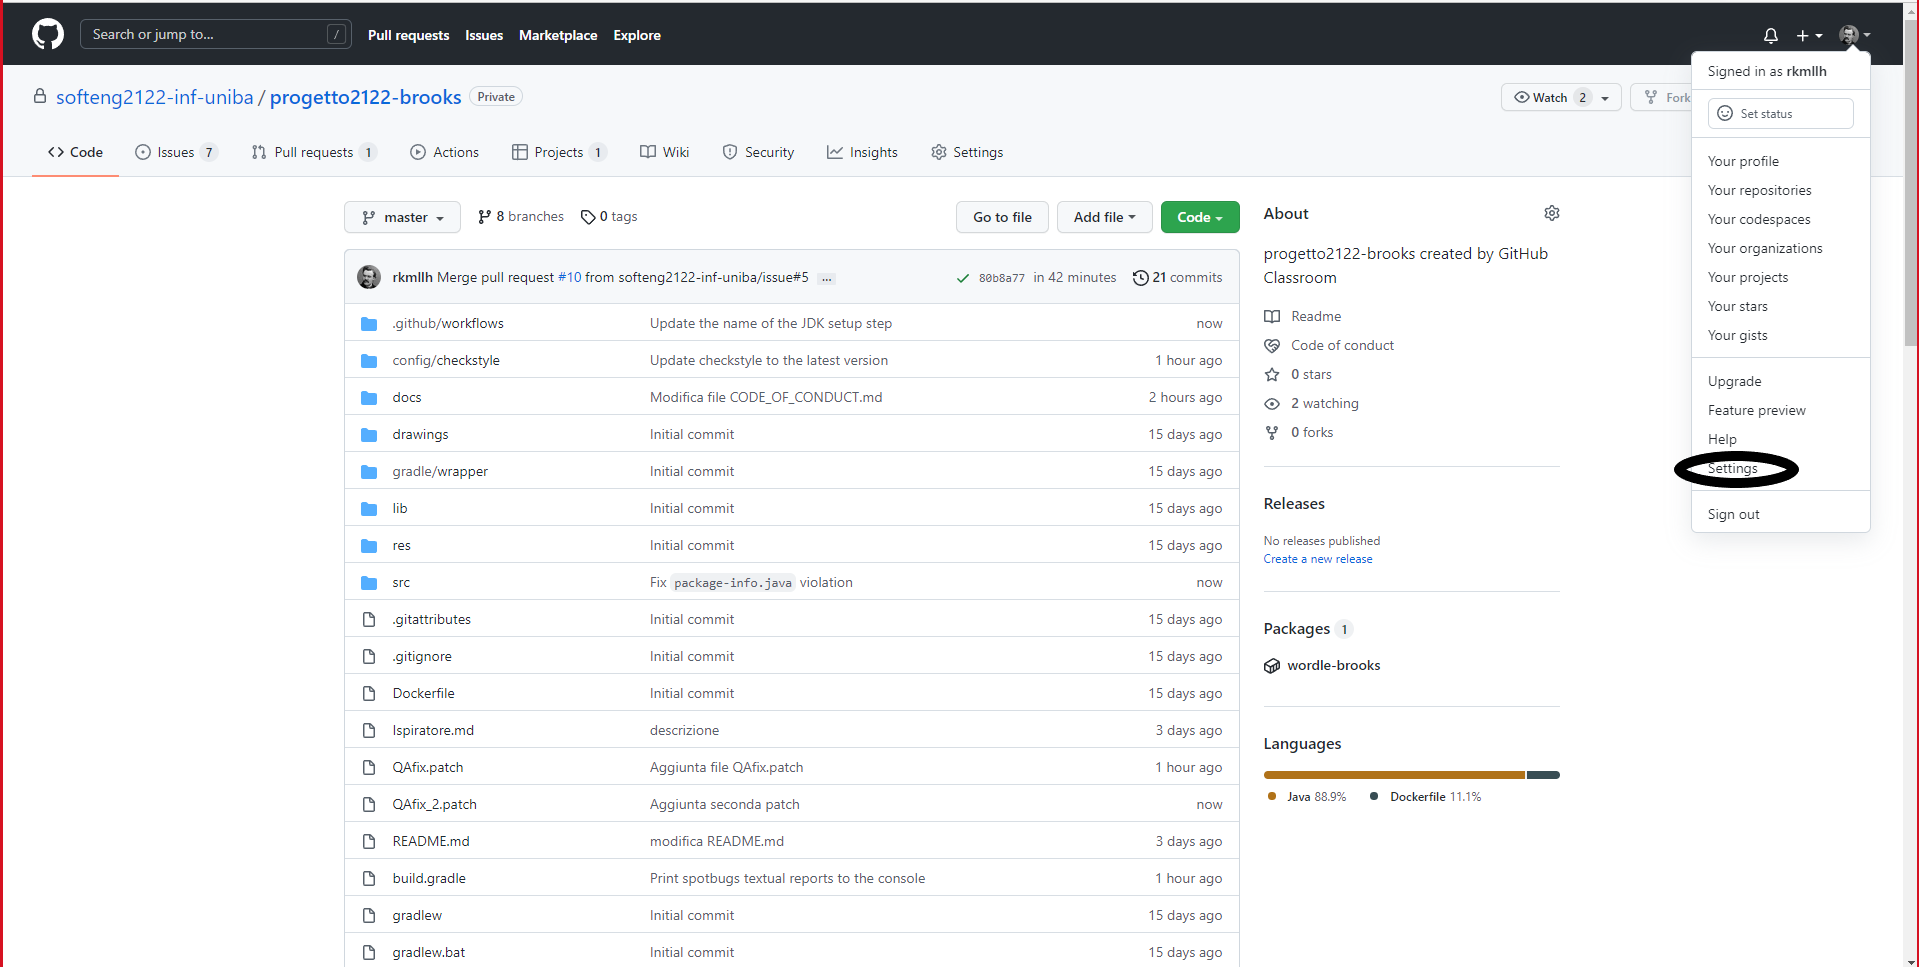 Search or jump to... /
Pull requests Issues Marketplace Explore
softeng2122-inf-uniba / progetto2122-brooks Private
Watch 2 Fork
Code Issues 7 Pull requests 1 Actions Projects 1 Wiki Security Insights Settings
master 8 branches 0 tags Go to file Add file Code
rkmllh Merge pull request #10 from softeng2122-inf-uniba/issue#5 ... 80b8a77 in 42 minutes 21 commits
.github/workflows Update the name of the JDK setup step now
config/checkstyle Update checkstyle to the latest version 1 hour ago
docs Modifica file CODE_OF_CONDUCT.md 2 hours ago
drawings Initial commit 15 days ago
gradle/wrapper Initial commit 15 days ago
lib Initial commit 15 days ago
res Initial commit 15 days ago
src Fix package-info.java violation now
.gitattributes Initial commit 15 days ago
.gitignore Initial commit 15 days ago
Dockerfile Initial commit 15 days ago
Ispiratore.md descrizione 3 days ago
QAfix.patch Aggiunta file QAfix.patch 1 hour ago
QAfix_2.patch Aggiunta seconda patch now
README.md modifica README.md 3 days ago
build.gradle Print spotbugs textual reports to the console 1 hour ago
gradlew Initial commit 15 days ago
gradlew.bat Initial commit 15 days ago
About
progetto2122-brooks created by GitHub
Classroom
Readme
Code of conduct
0 stars
2 watching
0 forks
Releases
No releases published
Create a new release
Packages 1
wordle-brooks
Languages
Java 88.9% Dockerfile 11.1%
Signed in as rkmllh
Set status
Your profile
Your repositories
Your codespaces
Your organizations
Your projects
Your stars
Your gists
Upgrade
Feature preview
Help
Settings
Sign out